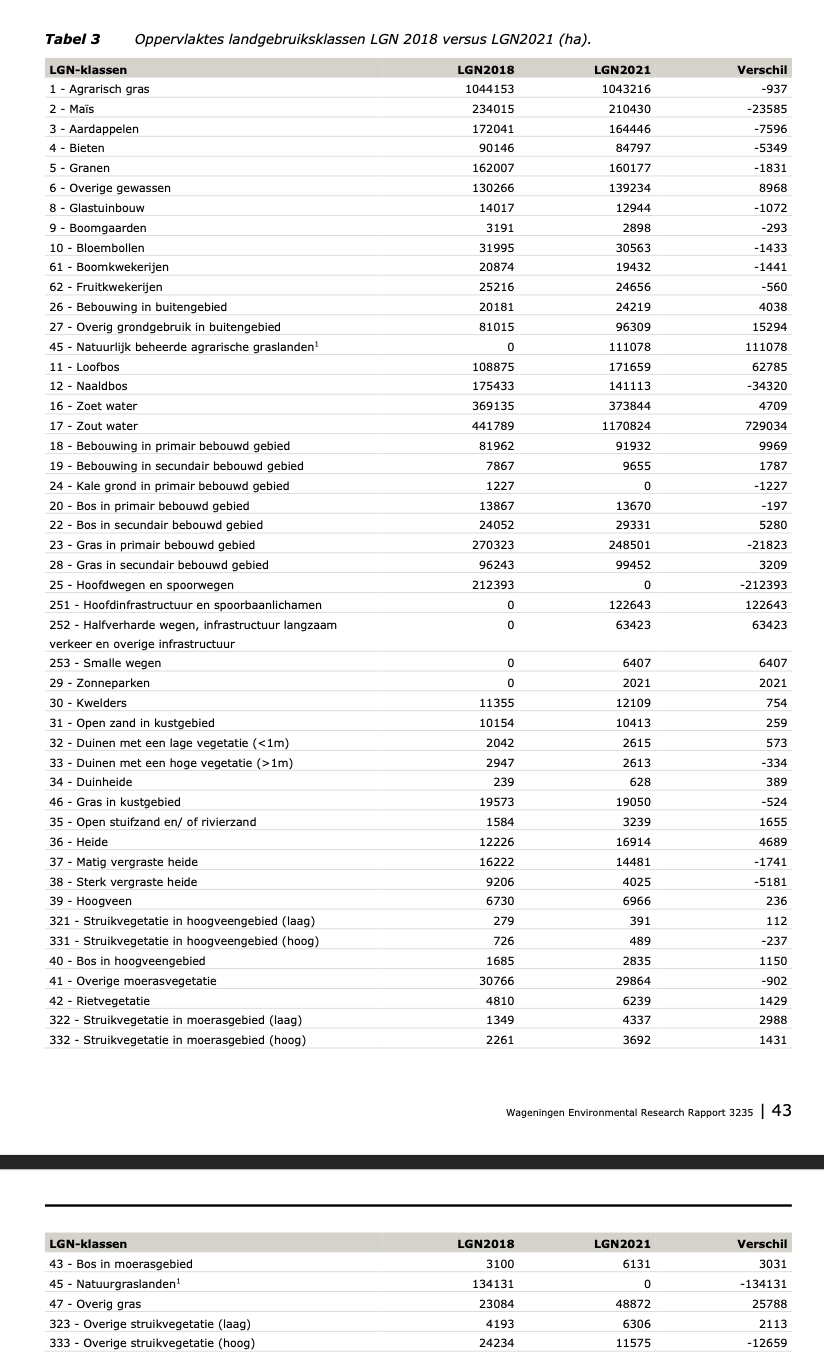 Tabel 3 Oppervlaktes landgebruiksklassen LGN 2018 versus LGN2021 (ha).
LGN-klassen LGN2018 LGN2021 Verschil
1 - Agrarisch gras 1044153 1043216 -937
2 - Maïs 234015 210430 -23585
3 - Aardappelen 172041 164446 -7596
4 - Bieten 90146 84797 -5349
5 - Granen 162007 160177 -1831
6 - Overige gewassen 130266 139234 8968
8 - Glastuinbouw 14017 12944 -1072
9 - Boomgaarden 3191 2898 -293
10 - Bloembollen 31995 30563 -1433
61 - Boomkwekerijen 20874 19432 -1441
62 - Fruitkwekerijen 25216 24656 -560
26 - Bebouwing in buitengebied 20181 24219 4038
27 - Overig grondgebruik in buitengebied 81015 96309 15294
45 - Natuurlijk beheerde agrarische graslanden¹ 0 111078 111078
11 - Loofbos 108875 171659 62785
12 - Naaldbos 175433 141113 -34320
16 - Zoet water 369135 373844 4709
17 - Zout water 441789 1170824 729034
18 - Bebouwing in primair bebouwd gebied 81962 91932 9969
19 - Bebouwing in secundair bebouwd gebied 7867 9655 1787
24 - Kale grond in primair bebouwd gebied 1227 0 -1227
20 - Bos in primair bebouwd gebied 13867 13670 -197
22 - Bos in secundair bebouwd gebied 24052 29331 5280
23 - Gras in primair bebouwd gebied 270323 248501 -21823
28 - Gras in secundair bebouwd gebied 96243 99452 3209
25 - Hoofdwegen en spoorwegen 212393 0 -212393
251 - Hoofdinfrastructuur en spoorbaanlichamen 0 122643 122643
252 - Halfverharde wegen, infrastructuur langzaam 0 63423 63423
verkeer en overige infrastructuur
253 - Smalle wegen 0 6407 6407
29 - Zonneparken 0 2021 2021
30 - Kwelders 11355 12109 754
31 - Open zand in kustgebied 10154 10413 259
32 - Duinen met een lage vegetatie (<1m) 2042 2615 573
33 - Duinen met een hoge vegetatie (>1m) 2947 2613 -334
34 - Duinheide 239 628 389
46 - Gras in kustgebied 19573 19050 -524
35 - Open stuifzand en/ of rivierzand 1584 3239 1655
36 - Heide 12226 16914 4689
37 - Matig vergraste heide 16222 14481 -1741
38 - Sterk vergraste heide 9206 4025 -5181
39 - Hoogveen 6730 6966 236
321 - Struikvegetatie in hoogveengebied (laag) 279 391 112
331 - Struikvegetatie in hoogveengebied (hoog) 726 489 -237
40 - Bos in hoogveengebied 1685 2835 1150
41 - Overige moerasvegetatie 30766 29864 -902
42 - Rietvegetatie 4810 6239 1429
322 - Struikvegetatie in moerasgebied (laag) 1349 4337 2988
332 - Struikvegetatie in moerasgebied (hoog) 2261 3692 1431
Wageningen Environmental Research Rapport 3235 | 43
LGN-klassen LGN2018 LGN2021 Verschil
43 - Bos in moerasgebied 3100 6131 3031
45 - Natuurgraslanden¹ 134131 0 -134131
47 - Overig gras 23084 48872 25788
323 - Overige struikvegetatie (laag) 4193 6306 2113
333 - Overige struikvegetatie (hoog) 24234 11575 -12659